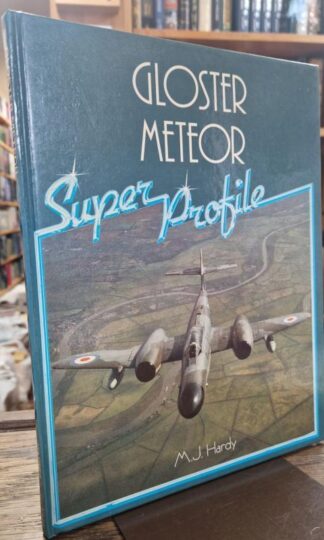 GLOSTER
METEOR
Super Profile
M.J. Hardy